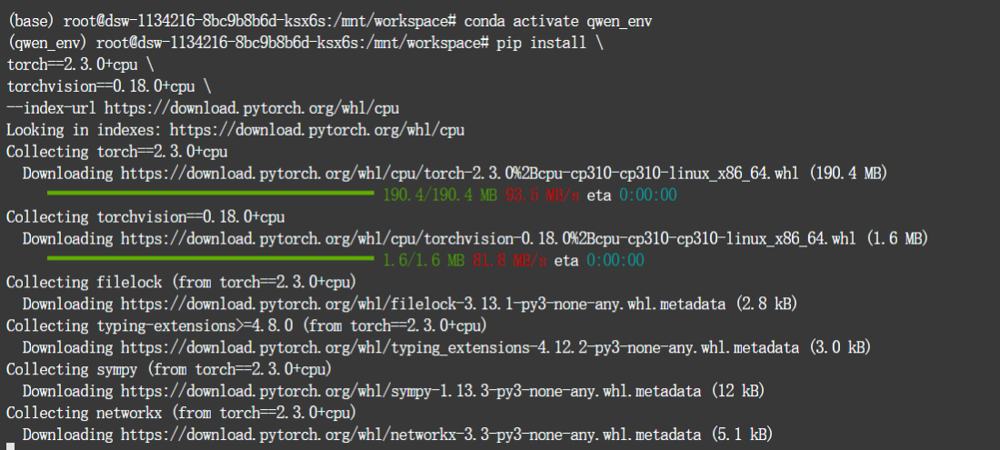 (base) root@dsw-1134216-8bc9b8b6d-ksx6s:/mnt/workspace# conda activate qwen_env
(qwen_env) root@dsw-1134216-8bc9b8b6d-ksx6s:/mnt/workspace# pip install \
torch==2.3.0+cpu \
torchvision==0.18.0+cpu \
--index-url https://download.pytorch.org/whl/cpu
Looking in indexes: https://download.pytorch.org/whl/cpu
Collecting torch==2.3.0+cpu
  Downloading https://download.pytorch.org/whl/cpu/torch-2.3.0%2Bcpu-cp310-cp310-linux_x86_64.whl (190.4 MB)
190.4/190.4 MB 93.5 MB/s eta 0:00:00
Collecting torchvision==0.18.0+cpu
  Downloading https://download.pytorch.org/whl/cpu/torchvision-0.18.0%2Bcpu-cp310-cp310-linux_x86_64.whl (1.6 MB)
1.6/1.6 MB 81.8 MB/s eta 0:00:00
Collecting filelock (from torch==2.3.0+cpu)
  Downloading https://download.pytorch.org/whl/filelock-3.13.1-py3-none-any.whl.metadata (2.8 kB)
Collecting typing-extensions>=4.8.0 (from torch==2.3.0+cpu)
  Downloading https://download.pytorch.org/whl/typing_extensions-4.12.2-py3-none-any.whl.metadata (3.0 kB)
Collecting sympy (from torch==2.3.0+cpu)
  Downloading https://download.pytorch.org/whl/sympy-1.13.3-py3-none-any.whl.metadata (12 kB)
Collecting networkx (from torch==2.3.0+cpu)
  Downloading https://download.pytorch.org/whl/networkx-3.3-py3-none-any.whl.metadata (5.1 kB)